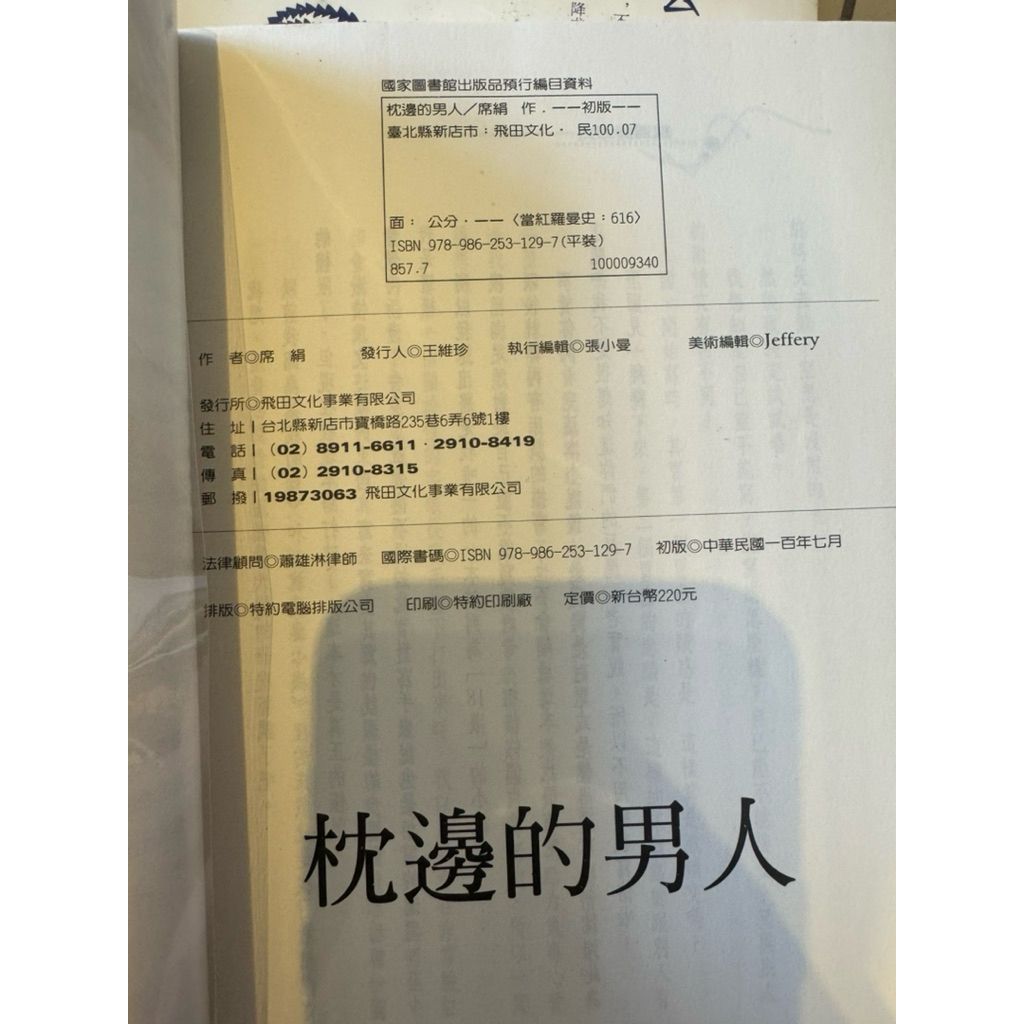 國家圖書館出版品預行編目資料
枕邊的男人／席絹 作．——初版——
臺北縣新店市：飛田文化． 民100.07
面： 公分．——〈當紅羅曼史：616〉
ISBN 978-986-253-129-7(平裝)
857.7 100009340
作 者◎席 絹 發行人◎王維珍 執行編輯◎張小曼 美術編輯◎Jeffery
發行所◎飛田文化事業有限公司
住 址｜台北縣新店市寶橋路235巷6弄6號1樓
電 話｜（02）8911-6611．2910-8419
傳 真｜（02）2910-8315
郵 撥｜19873063 飛田文化事業有限公司
法律顧問◎蕭雄淋律師 國際書碼◎ISBN 978-986-253-129-7 初版◎中華民國一百年七月
排版◎特約電腦排版公司 印刷◎特約印刷廠 定價◎新台幣220元
枕邊的男人